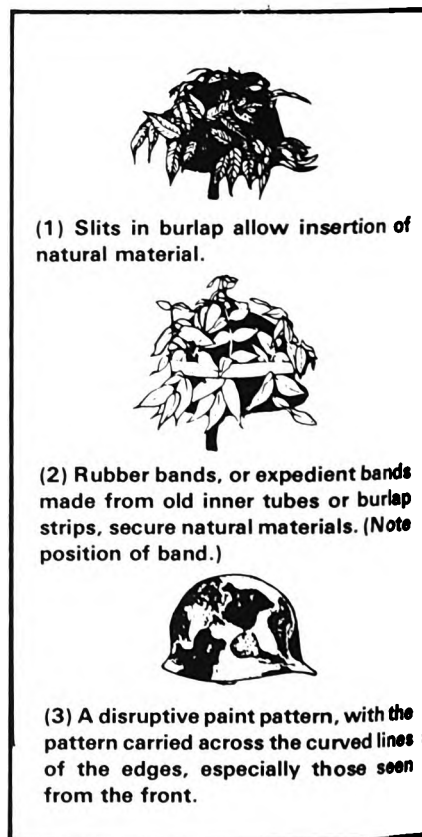 (1) Slits in burlap allow insertion of
natural material.
(2) Rubber bands, or expedient bands
made from old inner tubes or burlap
strips, secure natural materials. (Note
position of band.)
(3) A disruptive paint pattern, with the
pattern carried across the curved lines
of the edges, especially those seen
from the front.